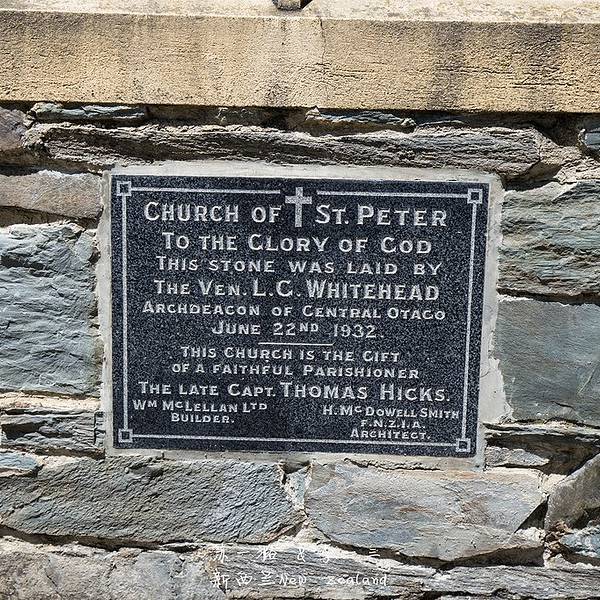 CHURCH OF ST. PETER
TO THE GLORY OF GOD
THIS STONE WAS LAID BY
THE VEN. L.G. WHITEHEAD
ARCHDEACON OF CENTRAL OTAGO
JUNE 22ND 1932.
THIS CHURCH IS THE GIFT
OF A FAITHFUL PARISHIONER
THE LATE CAPT. THOMAS HICKS.
WM MCLELLAN LTD
BUILDER.
H. MCDOWELL SMITH
F.N.Z.I.A.
ARCHITECT.
新西兰New zealand